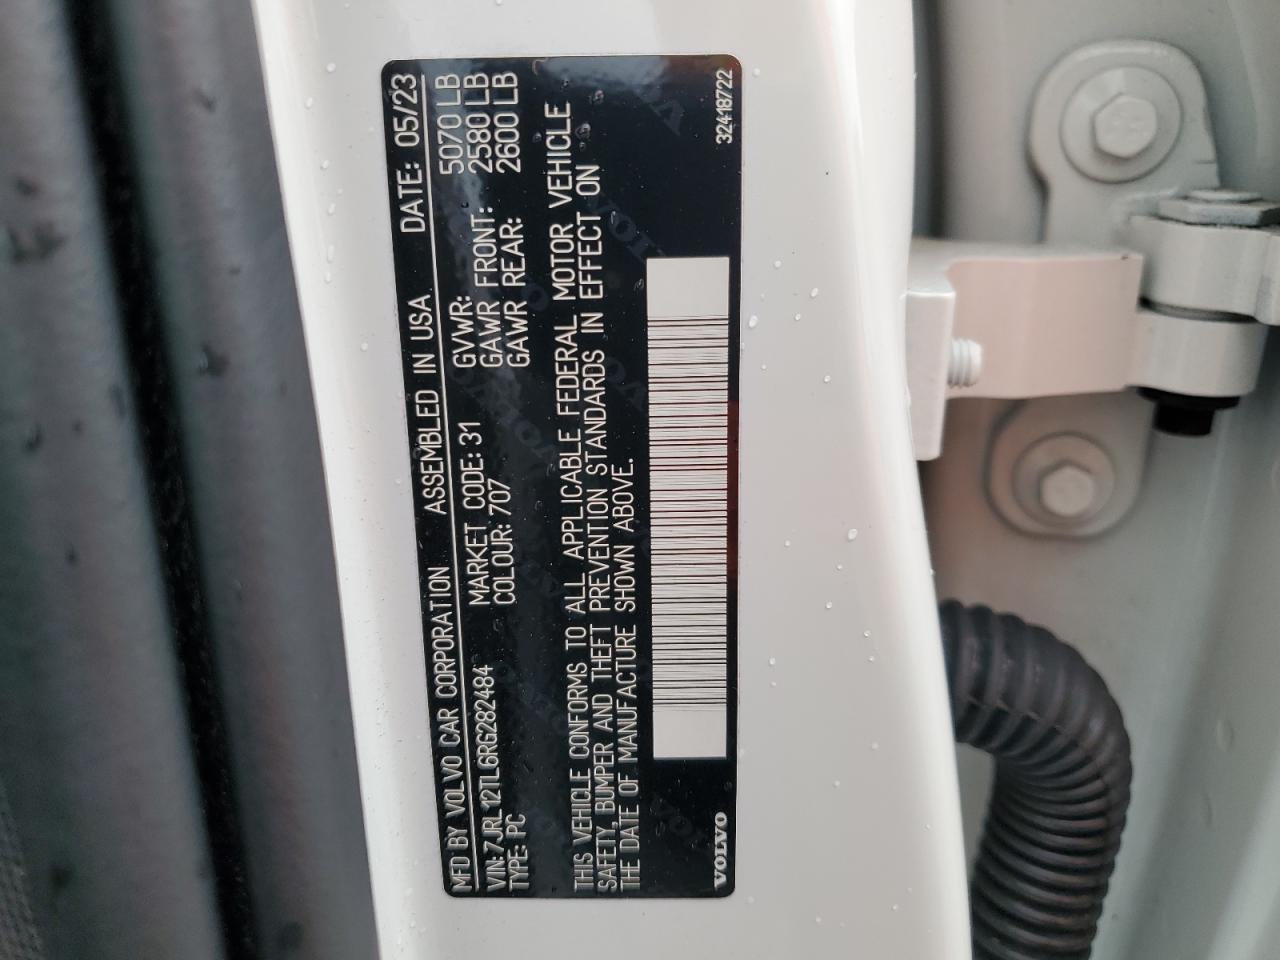 MFD BY VOLVO CAR CORPORATION ASSEMBLED IN USA DATE: 05/23
VIN: 7JRL12TL6RG282484 MARKET CODE: 31 GVWR: 5070 LB
TYPE: PC COLOUR: 707 GAWR FRONT: 2580 LB
GAWR REAR: 2600 LB
THIS VEHICLE CONFORMS TO ALL APPLICABLE FEDERAL MOTOR VEHICLE
SAFETY, BUMPER AND THEFT PREVENTION STANDARDS IN EFFECT ON
THE DATE OF MANUFACTURE SHOWN ABOVE.
VOLVO 32418722